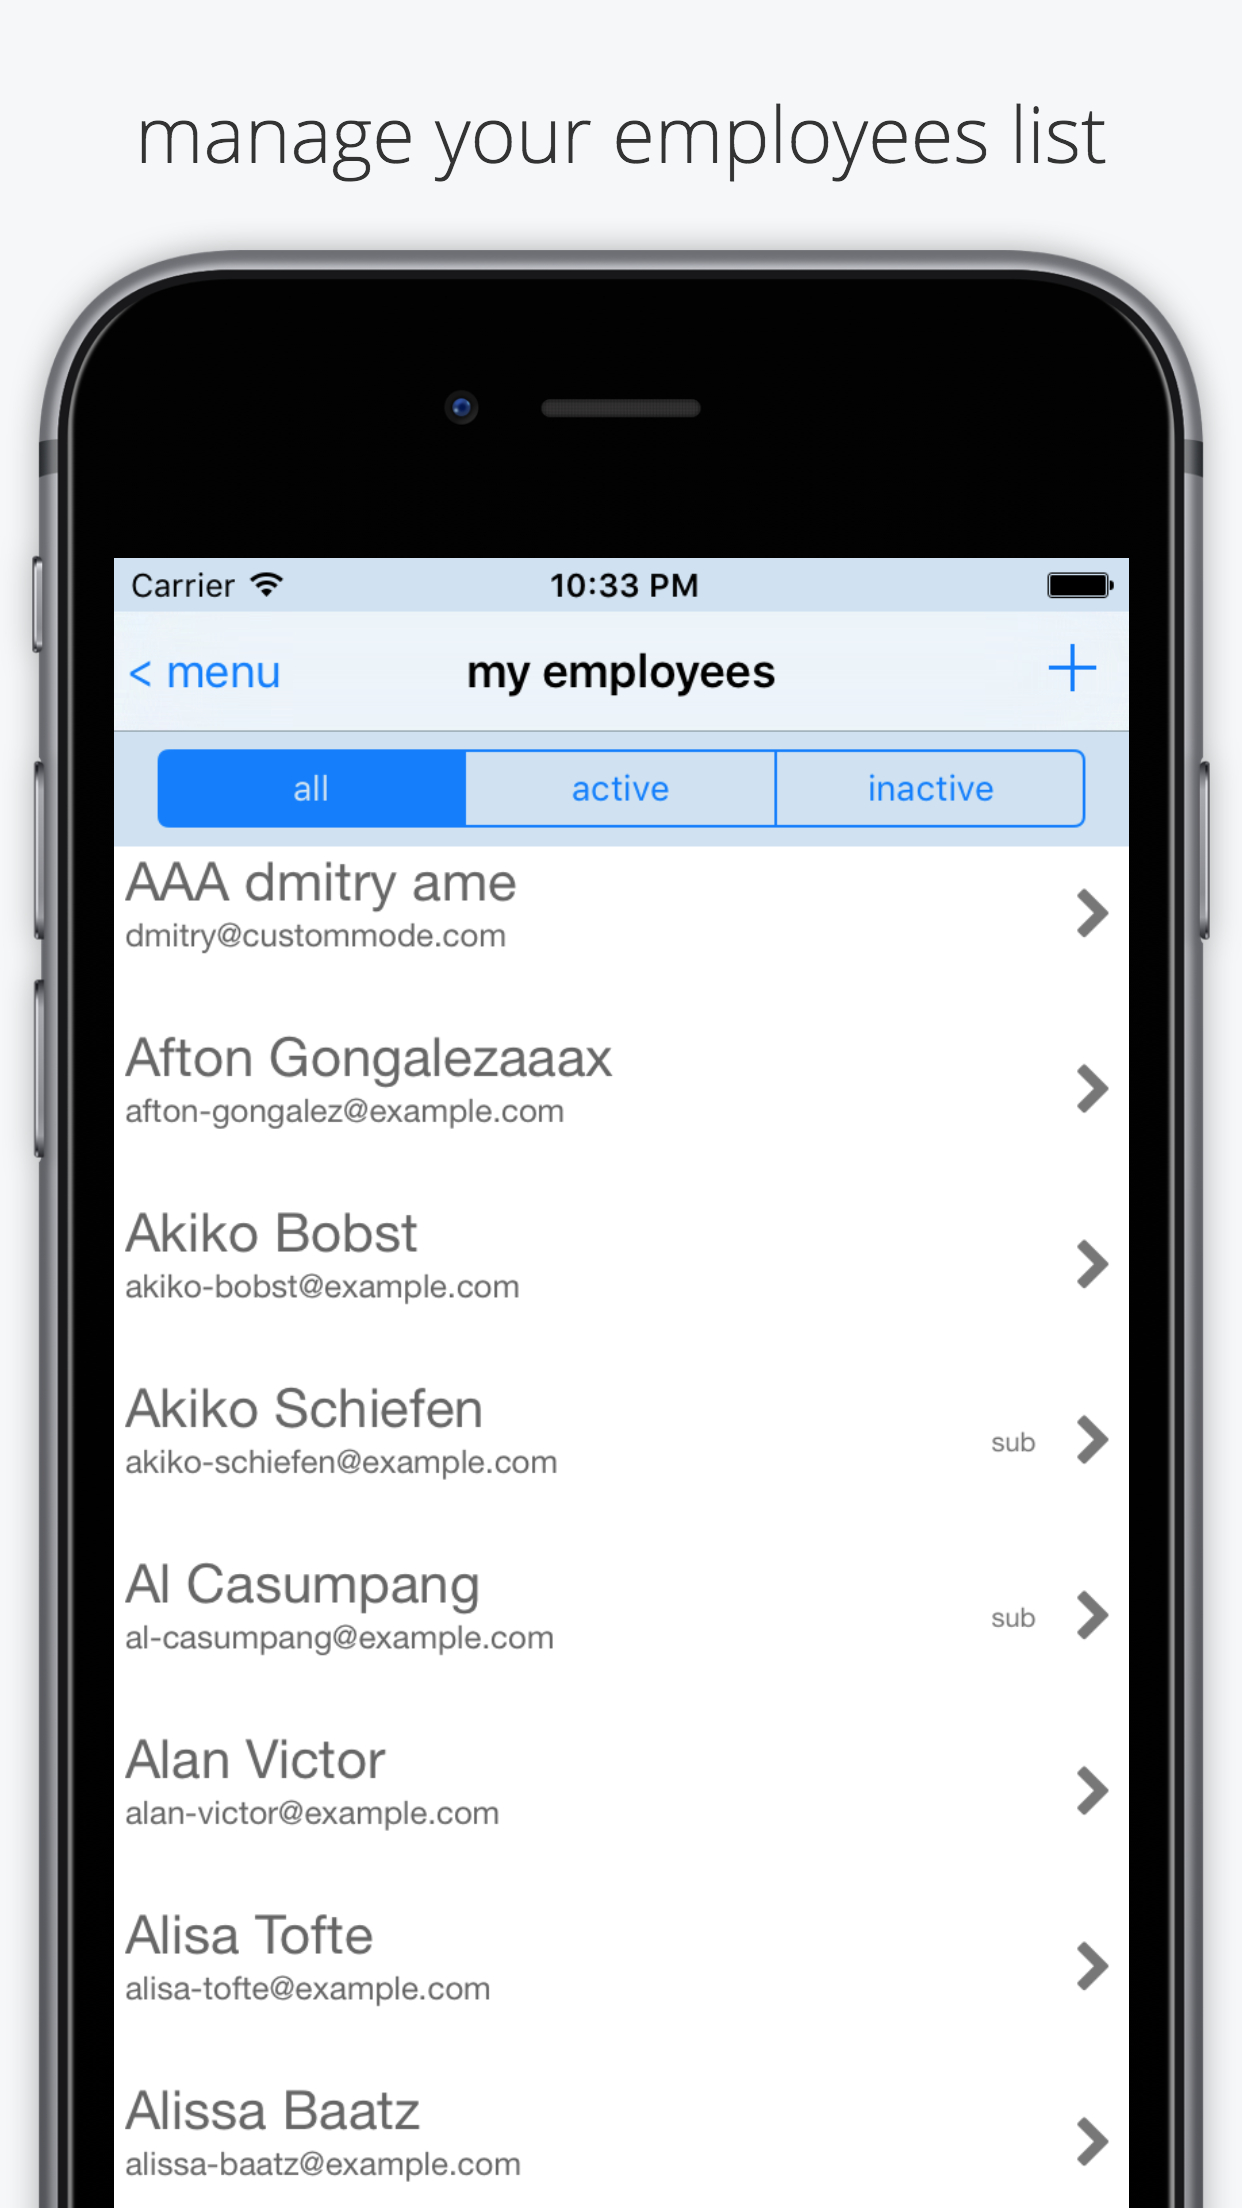 manage your employees list
Carrier 10:33 PM
< menu my employees +
all active inactive
AAA dmitry ame
dmitry@custommode.com
Afton Gongalezaaax
afton-gongalez@example.com
Akiko Bobst
akiko-bobst@example.com
Akiko Schiefen
akiko-schiefen@example.com sub
Al Casumpang
al-casumpang@example.com sub
Alan Victor
alan-victor@example.com
Alisa Tofte
alisa-tofte@example.com
Alissa Baatz
alissa-baatz@example.com